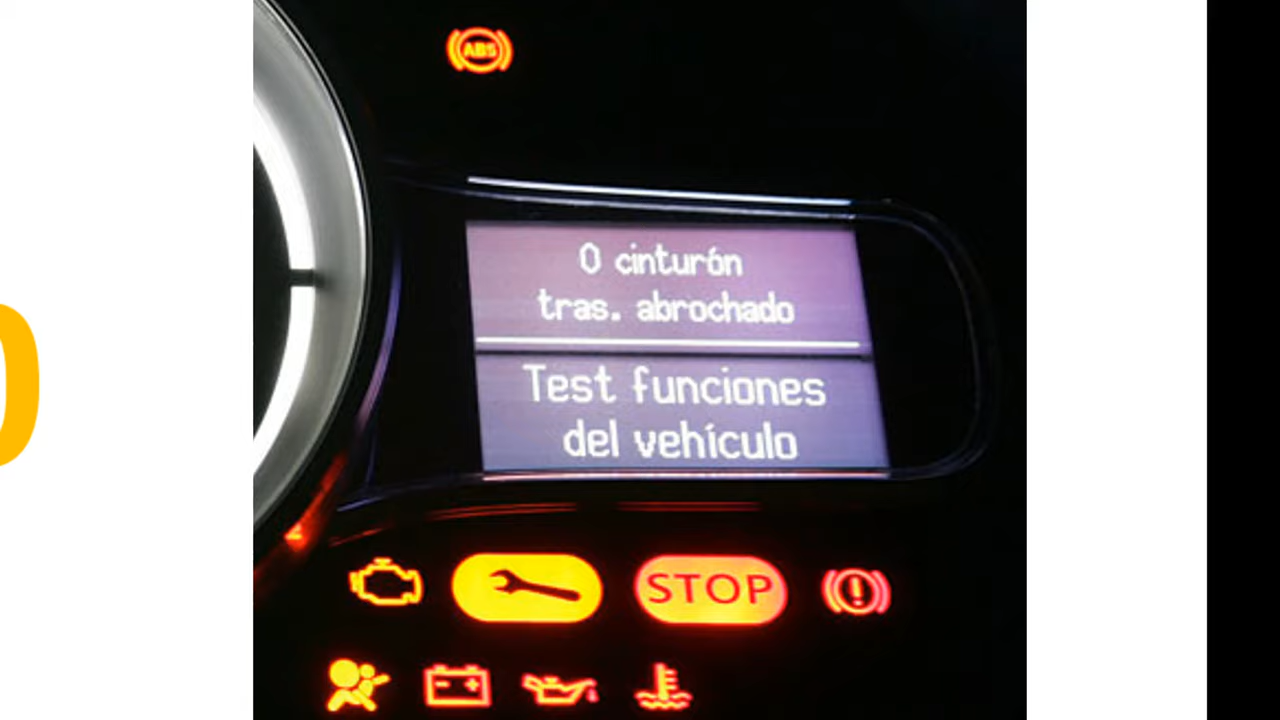 ABS
0 cinturón
tras. abrochado
Test funciones
del vehículo
STOP